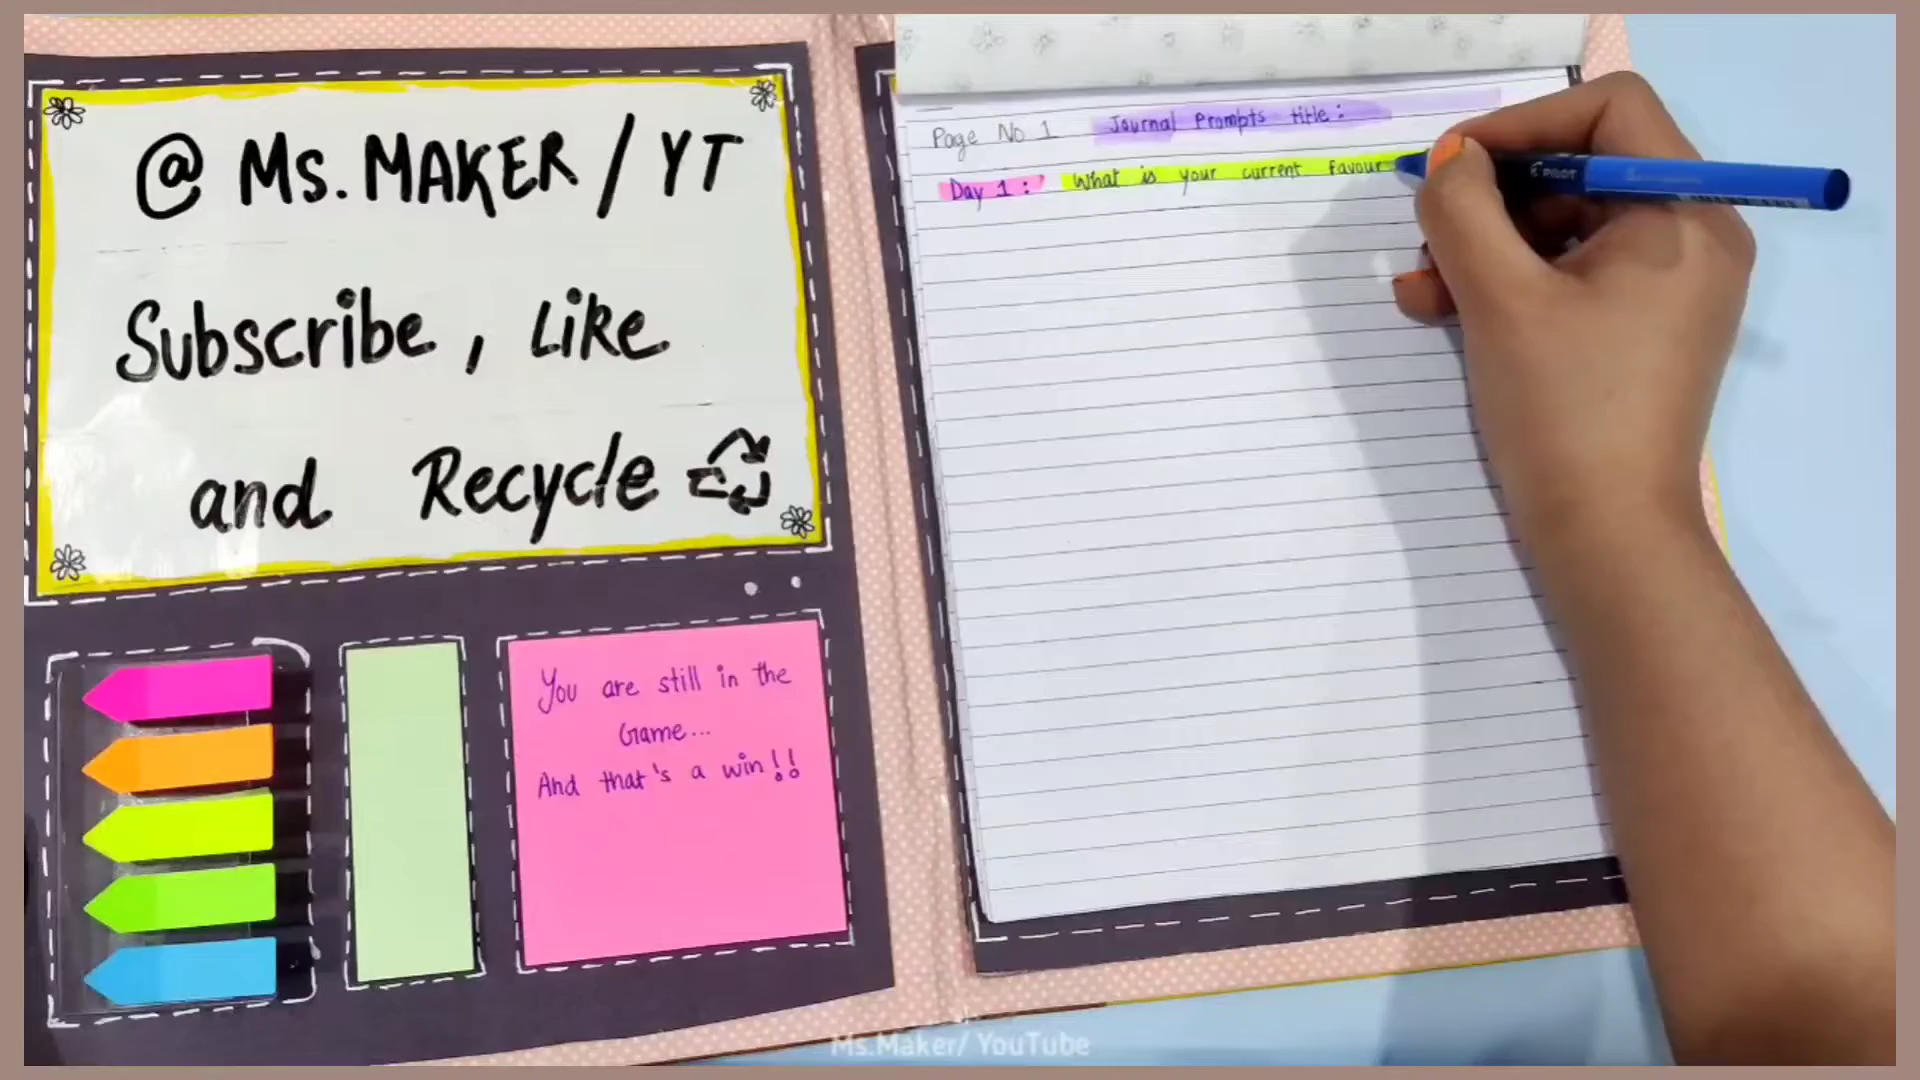 @ Ms. MAKER / YT
Subscribe, Like
and Recycle
You are still in the
Game...
And that's a win!!
Page No 1 Journal Prompts title:
Day 1: What is your current favour
PILOT
Ms.Maker/ YouTube